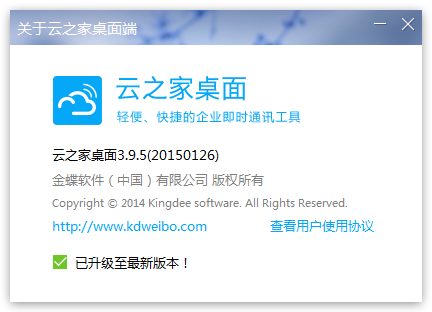 关于云之家桌面端
云之家桌面
轻便、快捷的企业即时通讯工具
云之家桌面3.9.5(20150126)
金蝶软件（中国）有限公司 版权所有
Copyright © 2014 Kingdee software. All Rights Reserved.
http://www.kdweibo.com 查看用户使用协议
已升级至最新版本！